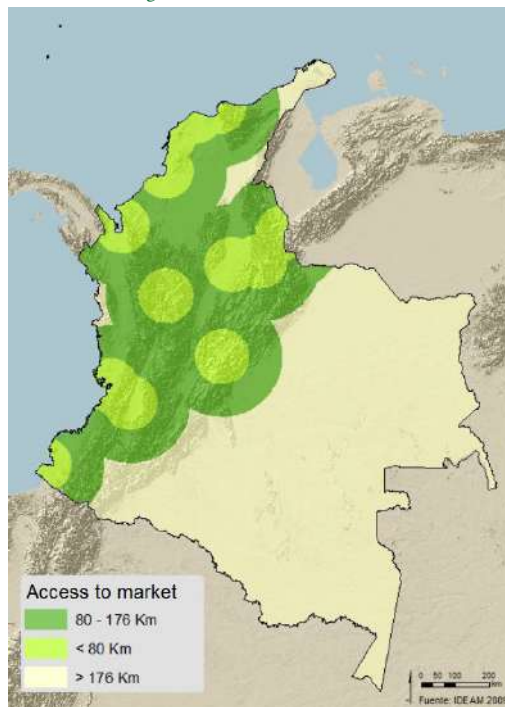 Access to market
80 - 176 Km
< 80 Km
> 176 Km
0 50 100 200
Km
Fuente: IDEAM 2009